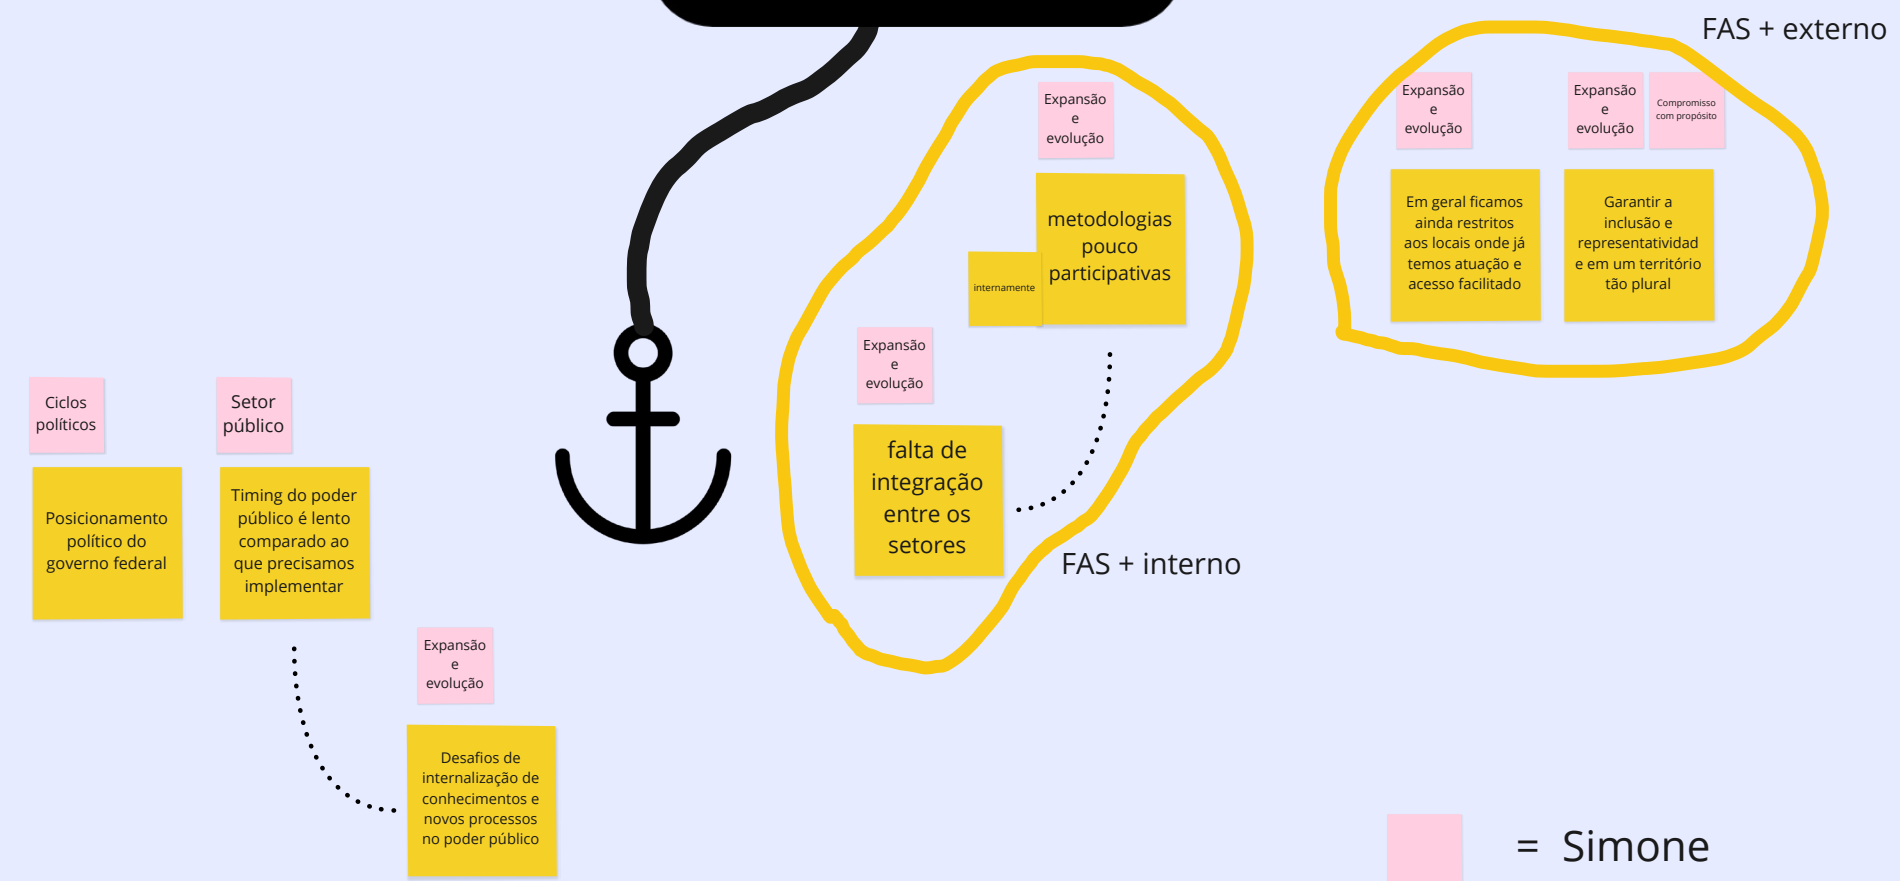 FAS + externo
Expansão
e
evolução
Expansão
e
evolução
Compromisso
com propósito
Em geral ficamos
ainda restritos
aos locais onde já
temos atuação e
acesso facilitado
Garantir a
inclusão e
representatividad
e em um território
tão plural
Expansão
e
evolução
metodologias
pouco
participativas
internamente
Expansão
e
evolução
falta de
integração
entre os
setores
FAS + interno
Ciclos
políticos
Setor
público
Posicionamento
político do
governo federal
Timing do poder
público é lento
comparado ao
que precisamos
implementar
Expansão
e
evolução
Desafios de
internalização de
conhecimentos e
novos processos
no poder público
= Simone